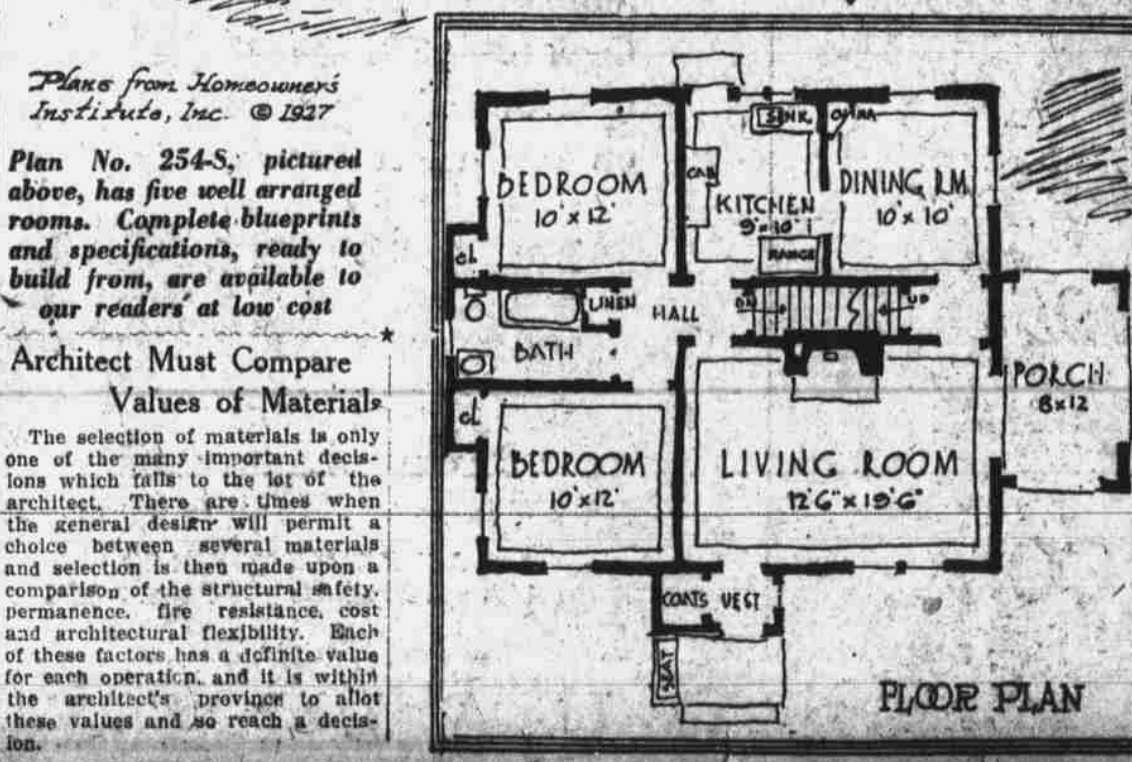 Plans from Homeowners'
Institute, Inc. © 1927
Plan No. 254-S, pictured
above, has five well arranged
rooms. Complete blueprints
and specifications, ready to
build from, are available to
our readers at low cost
Architect Must Compare
Values of Materials
The selection of materials is only
one of the many important decis-
ions which falls to the lot of the
architect. There are times when
the general design will permit a
choice between several materials
and selection is then made upon a
comparison of the structural safety,
permanence, fire resistance, cost
and architectural flexibility. Each
of these factors has a definite value
for each operation, and it is within
the architect's province to allot
these values and so reach a decis-
ion.
SINK
BEDROOM
10'x12'
CAB
KITCHEN
9'x10'
DINING RM.
10'x10'
cl
RANGE
LINEN
HALL
DN
UP
BATH
PORCH
8x12
cl
BEDROOM
10'x12'
LIVING ROOM
12'6"x19'6"
COATS
VEST
SEAT
FLOOR PLAN